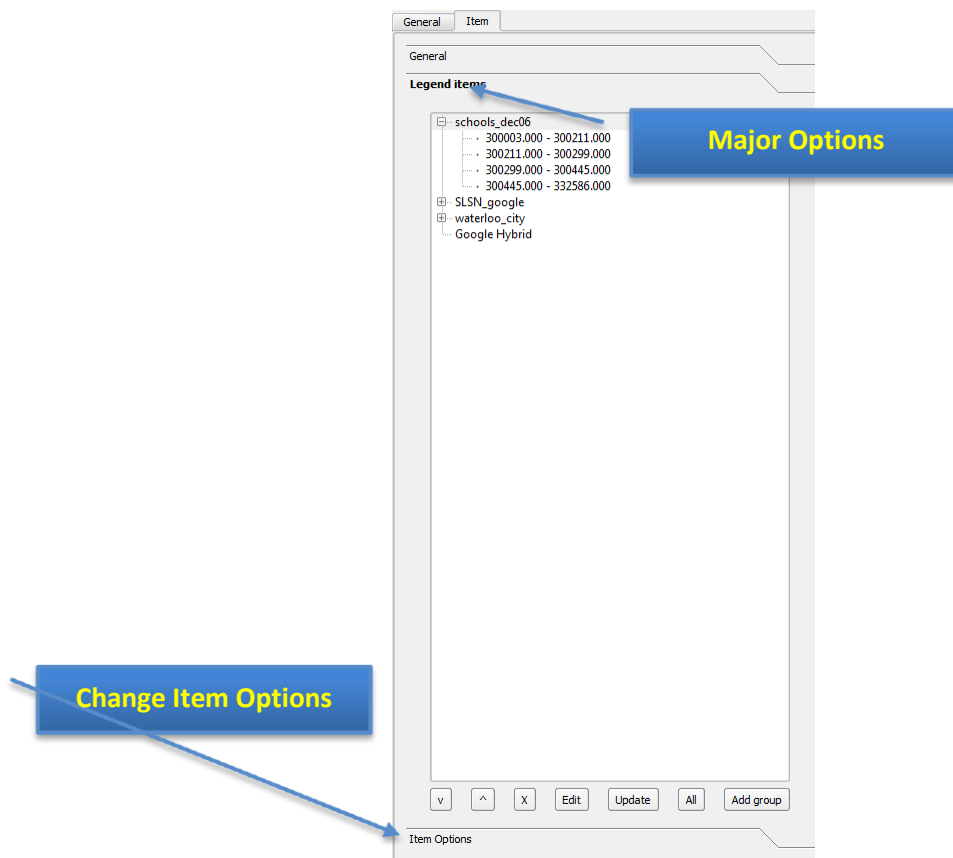 General Item
General
Legend items
Major Options
schools_dec06
300003.000 - 300211.000
300211.000 - 300299.000
300299.000 - 300445.000
300445.000 - 332586.000
SLSN_google
waterloo_city
Google Hybrid
Change Item Options
v ^ X Edit Update All Add group
Item Options